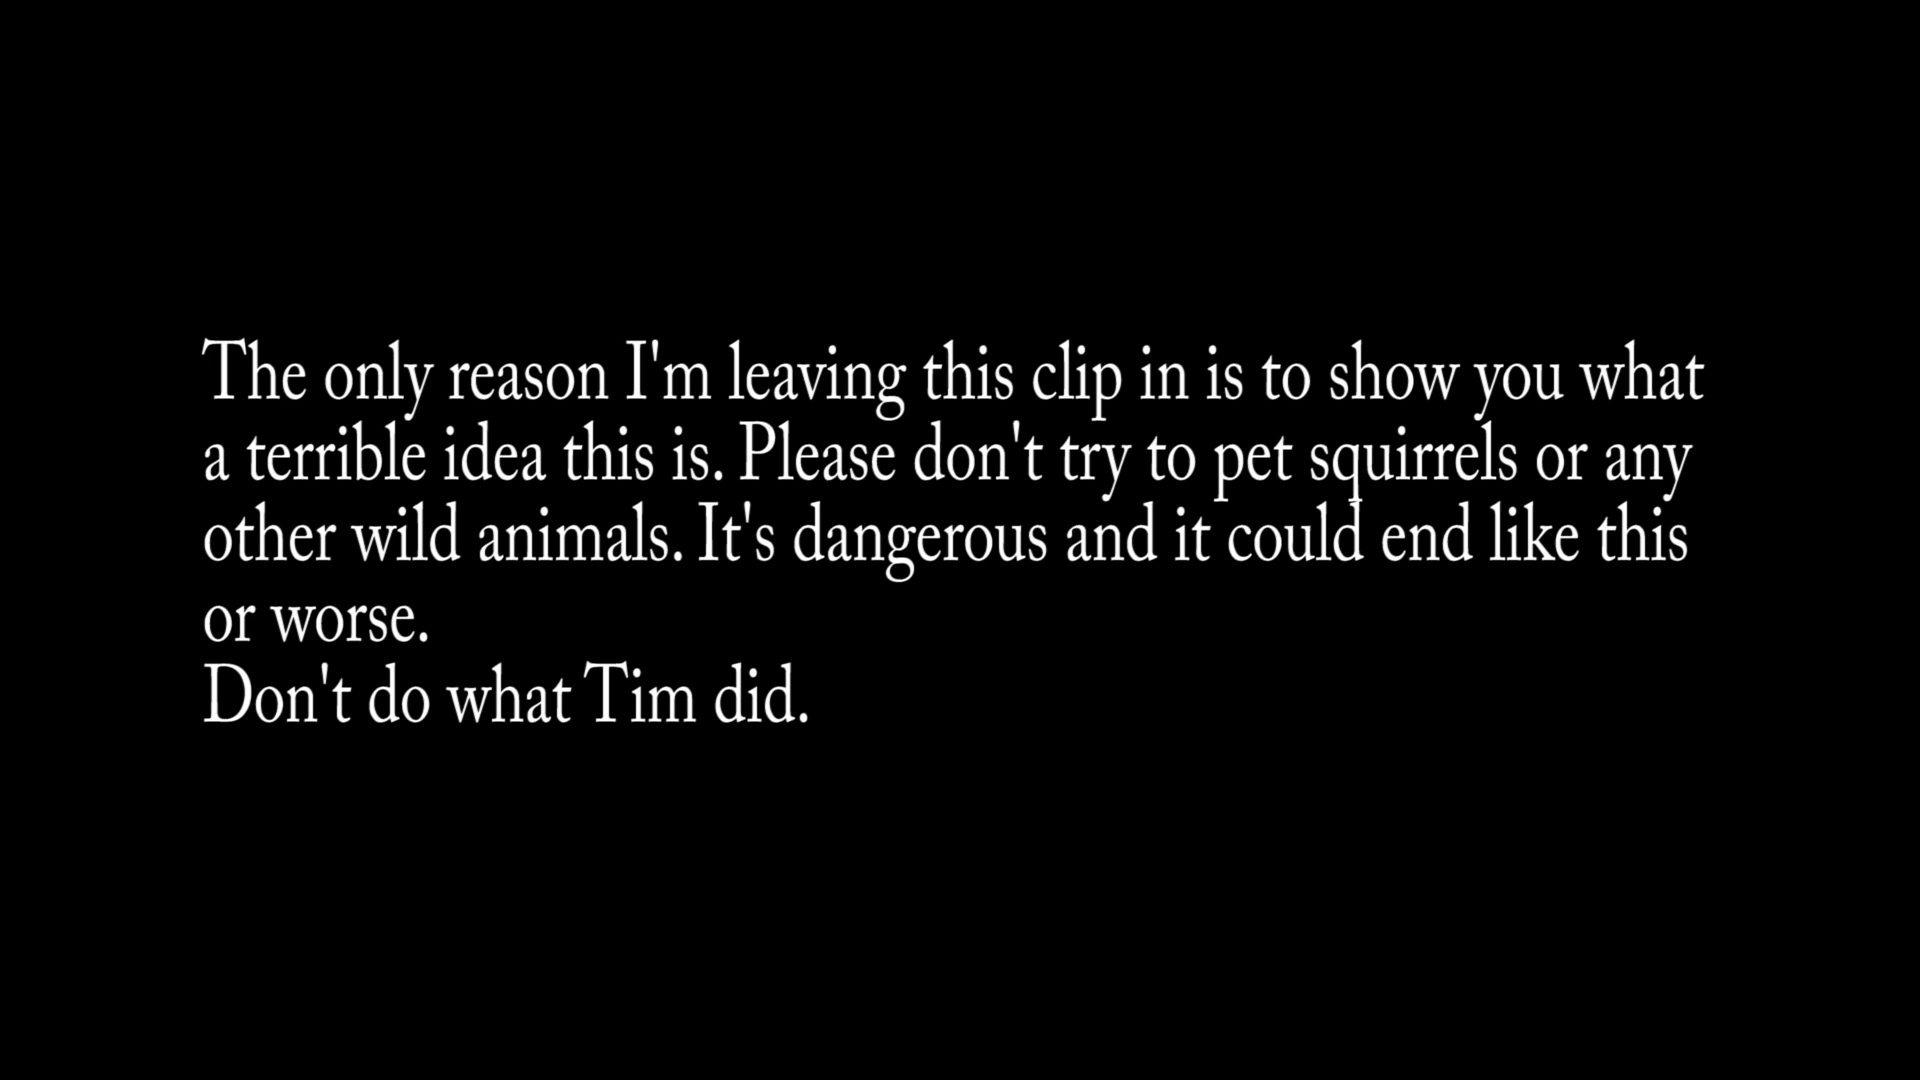 The only reason I'm leaving this clip in is to show you what
a terrible idea this is. Please don't try to pet squirrels or any
other wild animals. It's dangerous and it could end like this
or worse.
Don't do what Tim did.